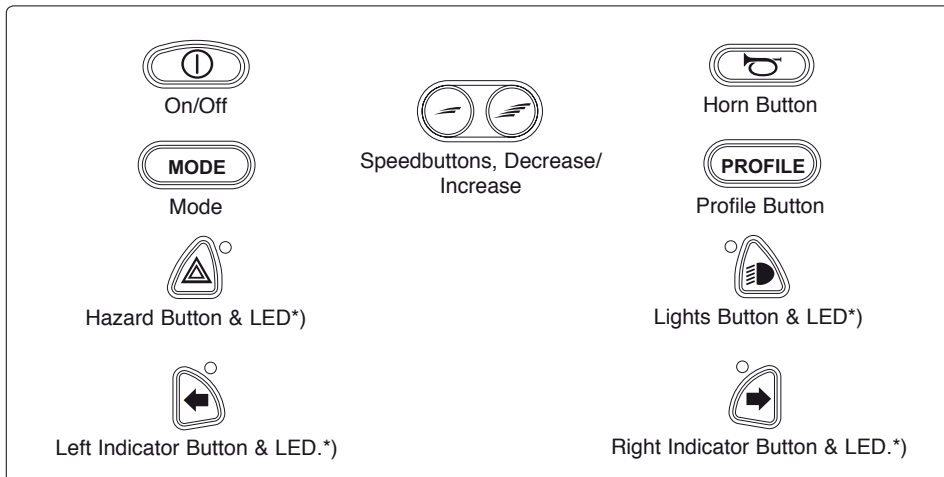 On/Off
MODE
Mode
Hazard Button & LED*)
Left Indicator Button & LED.*)
Speedbuttons, Decrease/
Increase
Horn Button
PROFILE
Profile Button
Lights Button & LED*)
Right Indicator Button & LED.*)